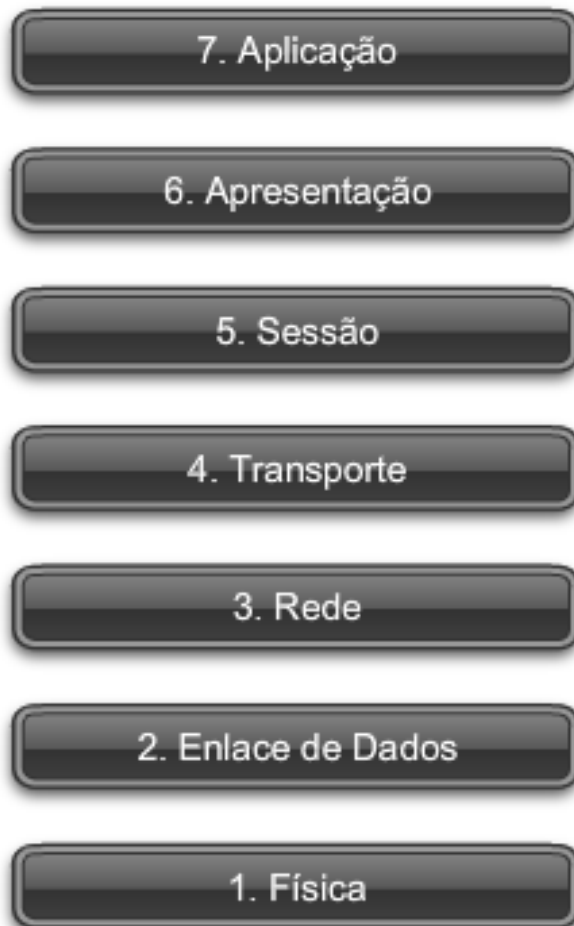 7. Aplicação
6. Apresentação
5. Sessão
4. Transporte
3. Rede
2. Enlace de Dados
1. Física